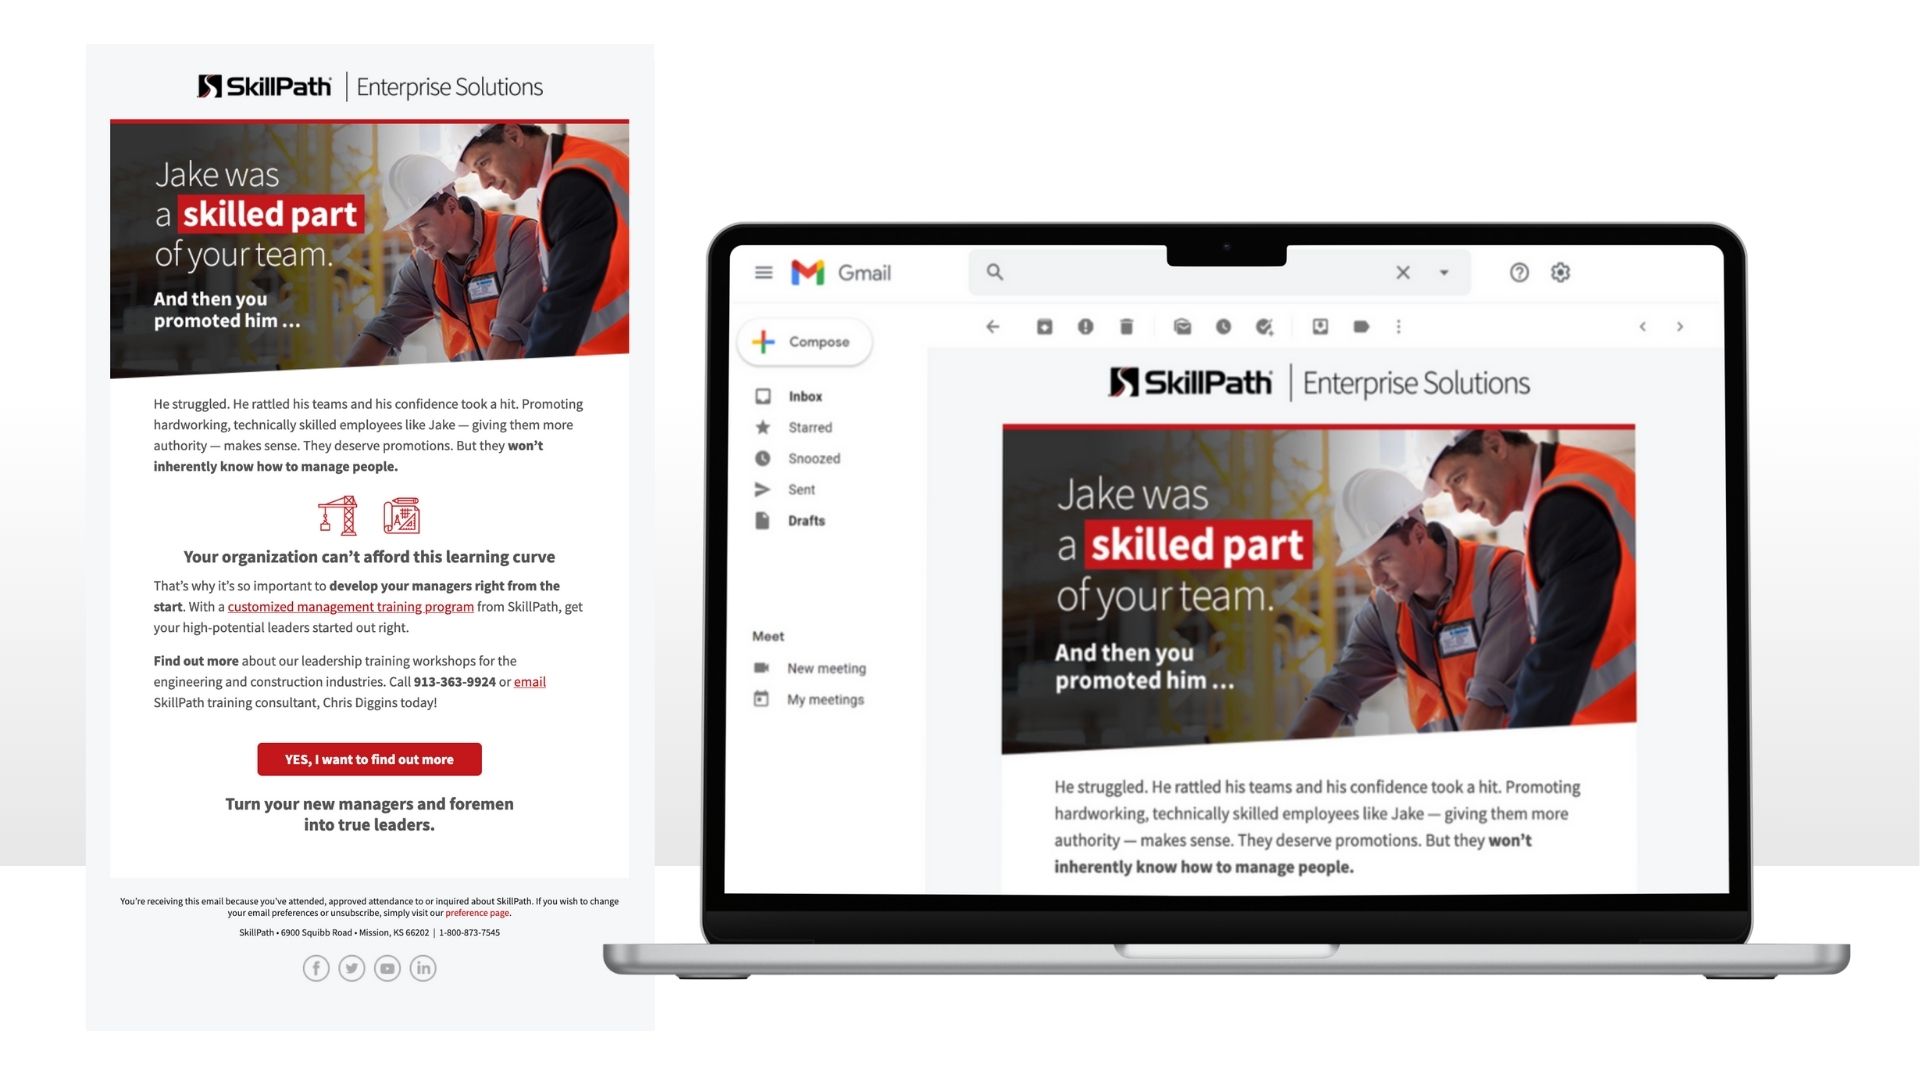 SkillPath | Enterprise Solutions
Jake was
a skilled part
of your team.
And then you
promoted him ...
He struggled. He rattled his teams and his confidence took a hit. Promoting
hardworking, technically skilled employees like Jake — giving them more
authority — makes sense. They deserve promotions. But they won't
inherently know how to manage people.
Your organization can't afford this learning curve
That's why it's so important to develop your managers right from the
start. With a customized management training program from SkillPath, get
your high-potential leaders started out right.
Find out more about our leadership training workshops for the
engineering and construction industries. Call 913-363-9924 or email
SkillPath training consultant, Chris Diggins today!
YES, I want to find out more
Turn your new managers and foremen
into true leaders.
You're receiving this email because you've attended, approved attendance to or inquired about SkillPath. If you wish to change
your email preferences or unsubscribe, simply visit our preference page.
SkillPath • 6900 Squibb Road • Mission, KS 66202 | 1-800-873-7545
Gmail
Compose
Inbox
Starred
Snoozed
Sent
Drafts
Meet
New meeting
My meetings
SkillPath | Enterprise Solutions
Jake was
a skilled part
of your team.
And then you
promoted him ...
He struggled. He rattled his teams and his confidence took a hit. Promoting
hardworking, technically skilled employees like Jake — giving them more
authority — makes sense. They deserve promotions. But they won't
inherently know how to manage people.